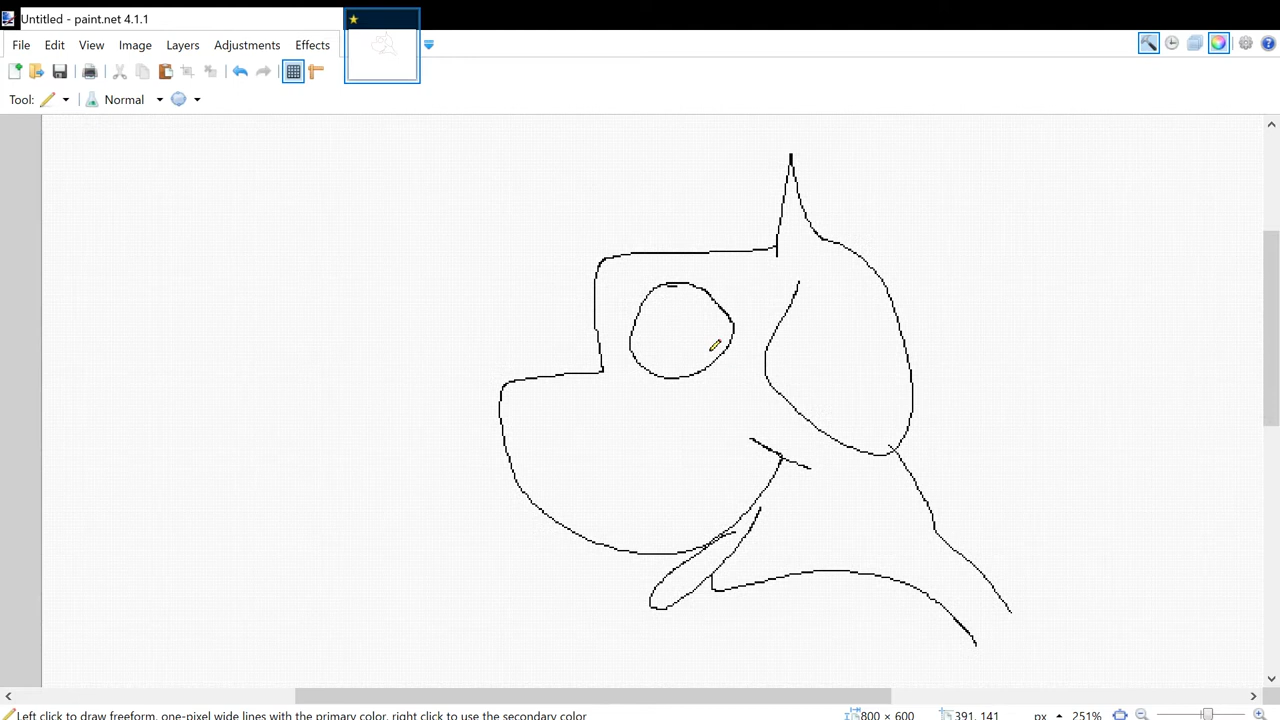 Untitled - paint.net 4.1.1
File Edit View Image Layers Adjustments Effects
Tool: Normal
Left click to draw freeform, one-pixel wide lines with the primary color, right click to use the secondary color 800 × 600 391, 141 px 251%